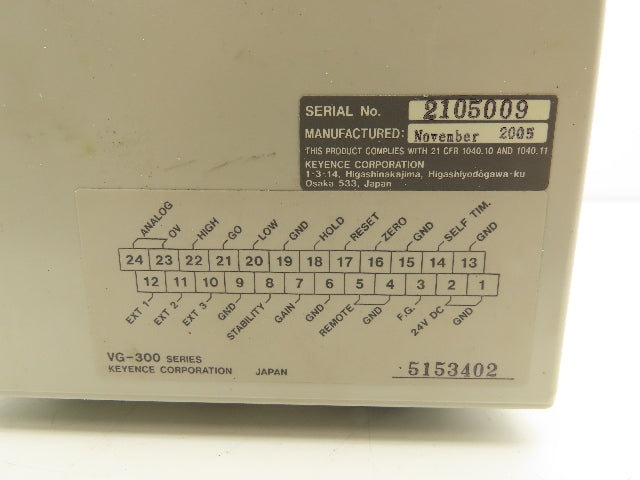 SERIAL No. 2105009
MANUFACTURED: November 2005
THIS PRODUCT COMPLIES WITH 21 CFR 1040.10 AND 1040.11
KEYENCE CORPORATION
1-3-14, Higashinakajima, Higashiyodogawa-ku
Osaka 533, Japan
ANALOG 0V HIGH GO LOW GND HOLD RESET ZERO GND SELF TIM. GND
24 23 22 21 20 19 18 17 16 15 14 13
12 11 10 9 8 7 6 5 4 3 2 1
EXT 1 EXT 2 EXT 3 GND STABILITY GAIN GND REMOTE GND F.G. 24V DC GND
VG-300 SERIES
KEYENCE CORPORATION JAPAN 5153402